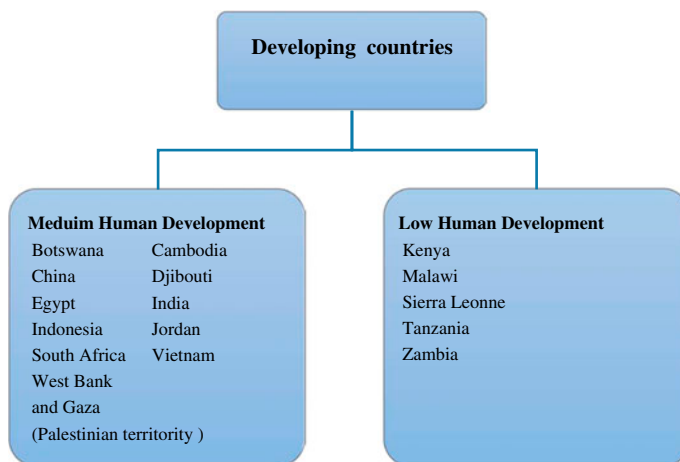 Developing countries
Meduim Human Development
Botswana Cambodia
China Djibouti
Egypt India
Indonesia Jordan
South Africa Vietnam
West Bank
and Gaza
(Palestinian territority )
Low Human Development
Kenya
Malawi
Sierra Leonne
Tanzania
Zambia